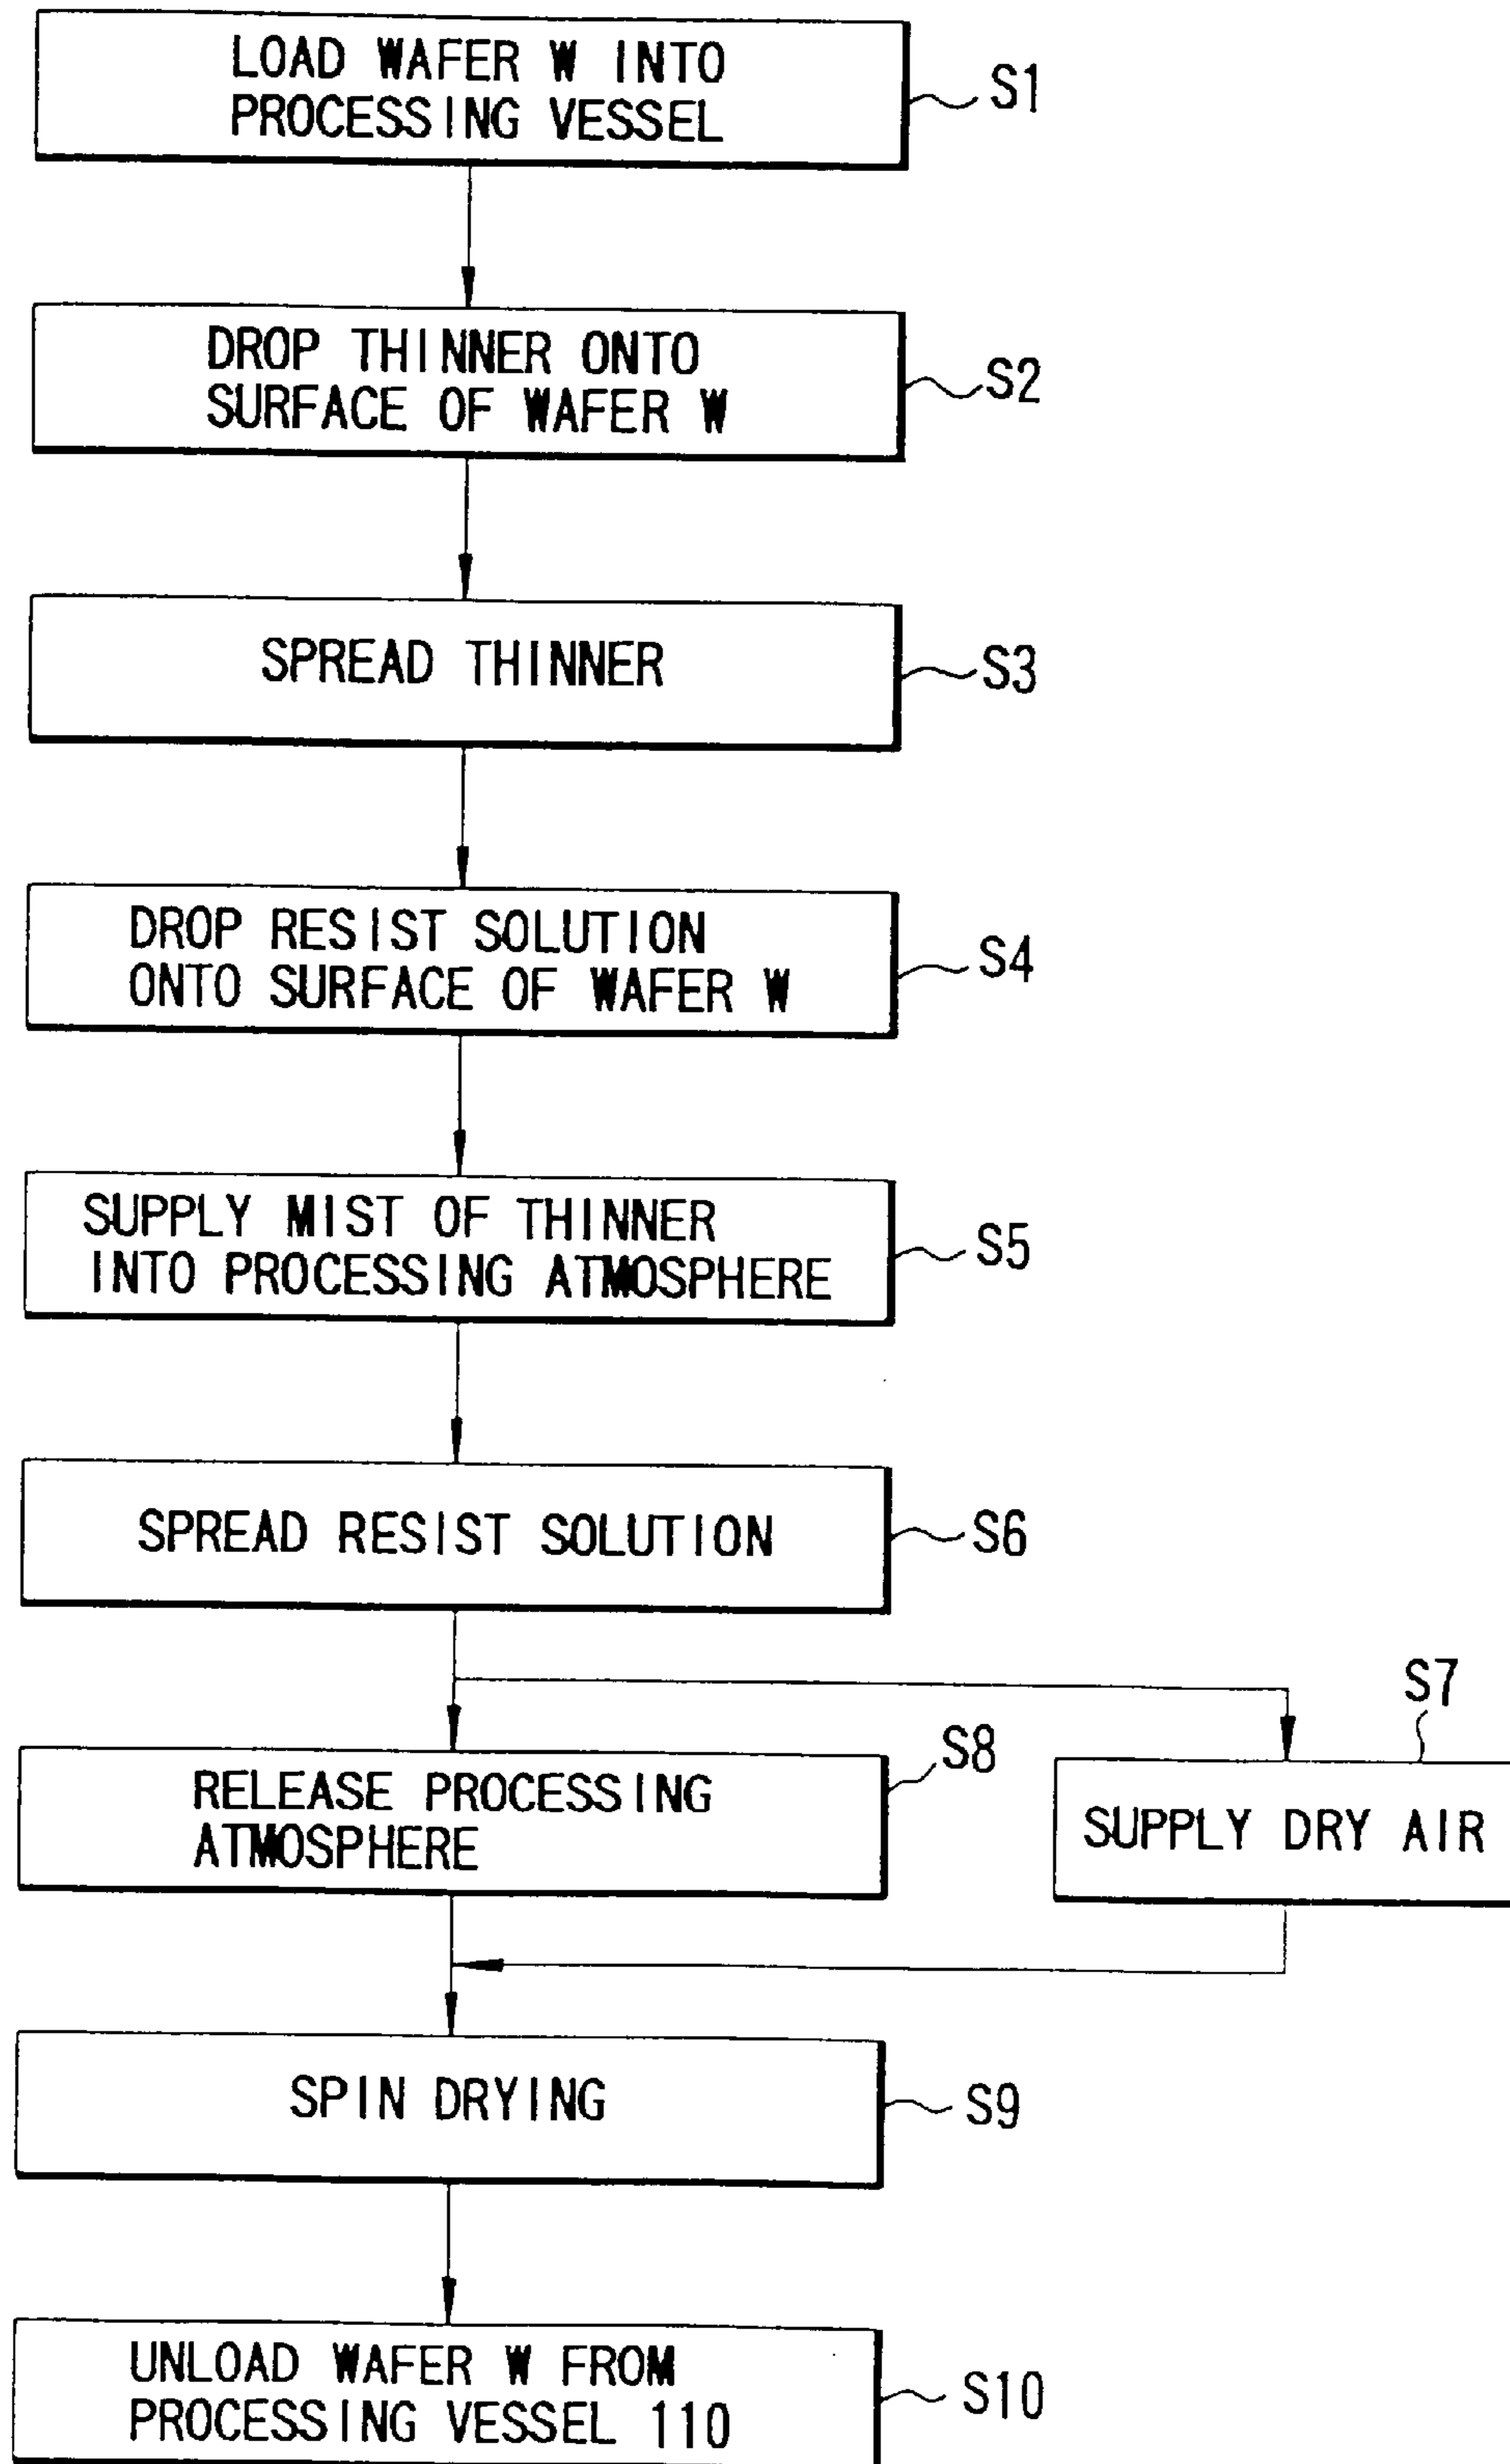 LOAD WAFER W INTO
PROCESSING VESSEL
S1
DROP THINNER ONTO
SURFACE OF WAFER W
S2
SPREAD THINNER
S3
DROP RESIST SOLUTION
ONTO SURFACE OF WAFER W
S4
SUPPLY MIST OF THINNER
INTO PROCESSING ATMOSPHERE
S5
SPREAD RESIST SOLUTION
S6
S7
S8
RELEASE PROCESSING
ATMOSPHERE
SUPPLY DRY AIR
SPIN DRYING
S9
UNLOAD WAFER W FROM
PROCESSING VESSEL 110
S10